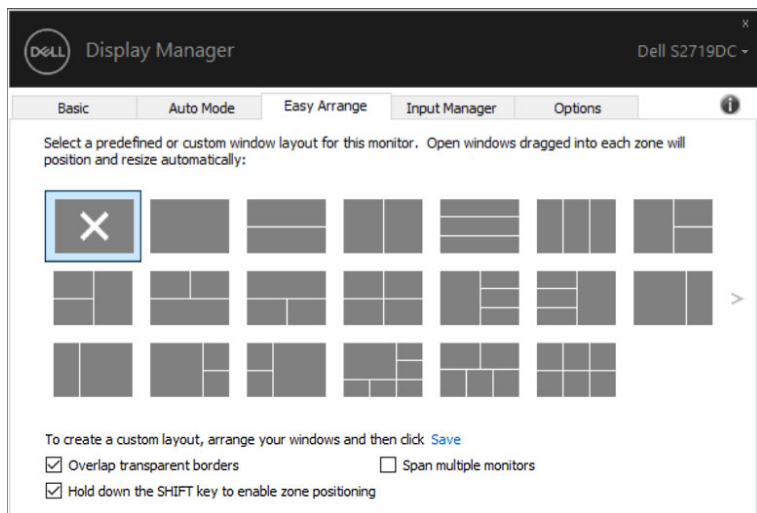 x
DELL Display Manager Dell S2719DC
Basic Auto Mode Easy Arrange Input Manager Options i
Select a predefined or custom window layout for this monitor. Open windows dragged into each zone will
position and resize automatically:
>
To create a custom layout, arrange your windows and then click Save
Overlap transparent borders Span multiple monitors
Hold down the SHIFT key to enable zone positioning